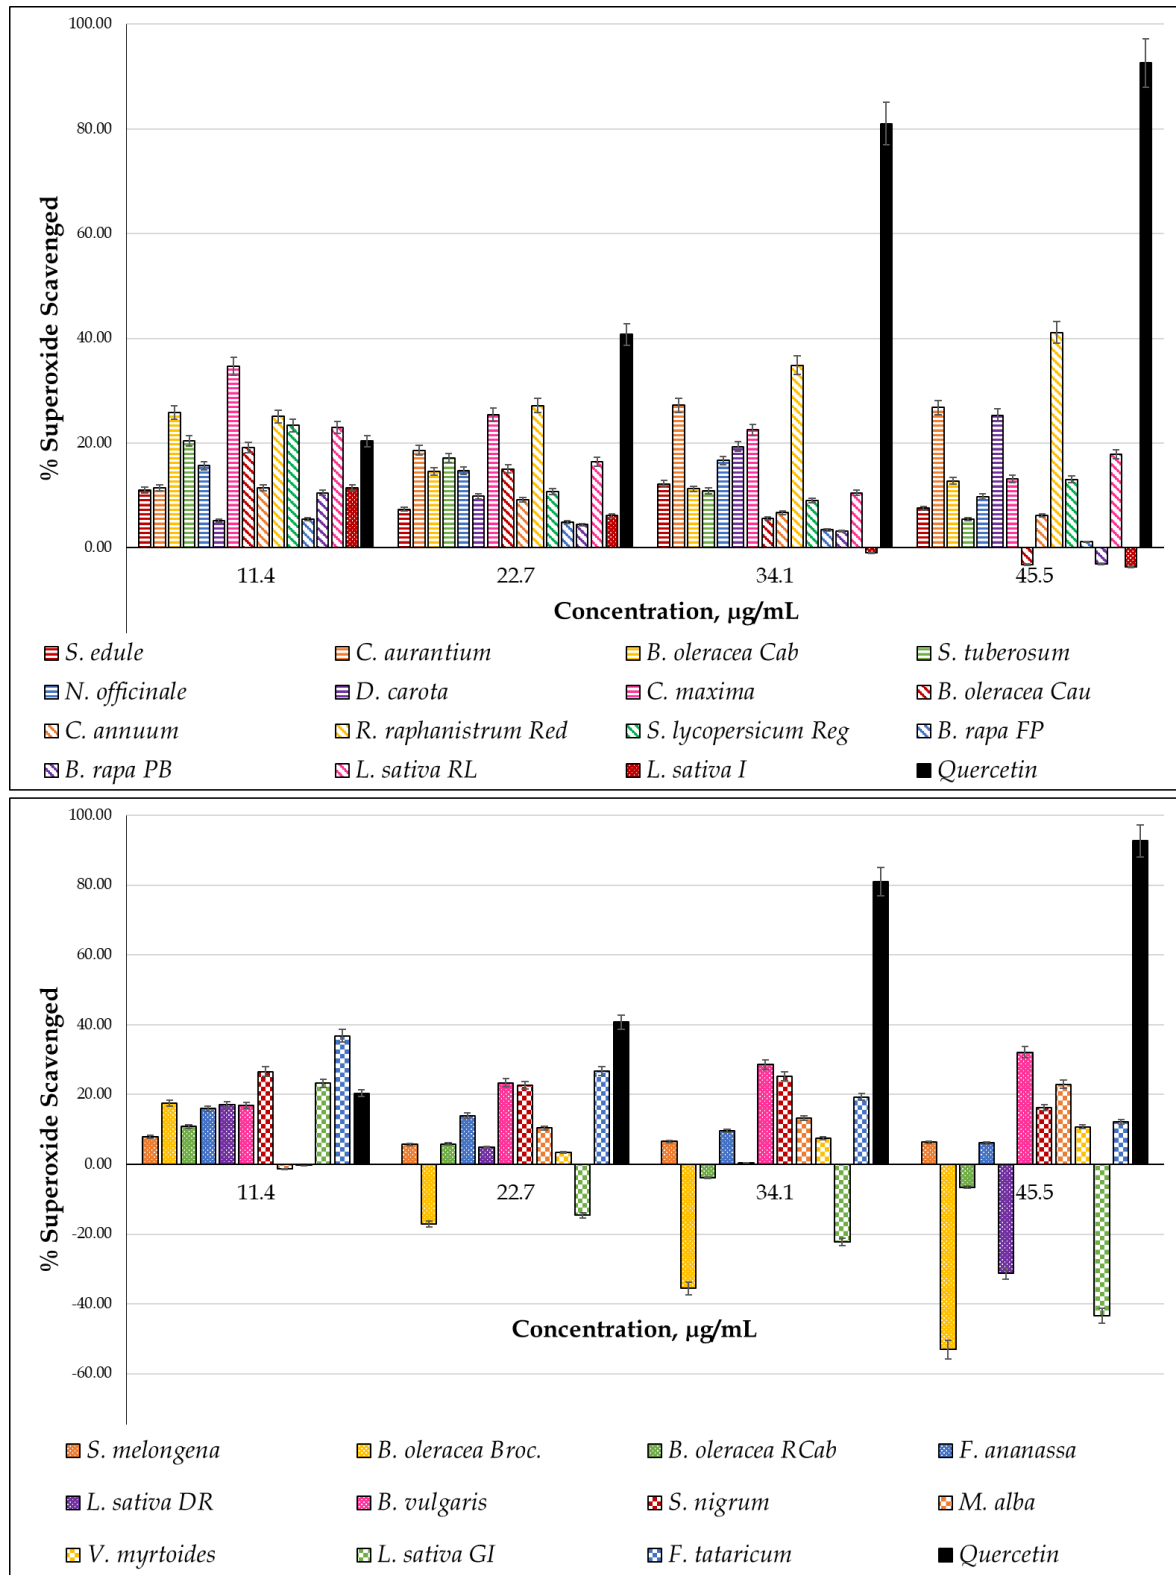 100.00
80.00
60.00
40.00
20.00
0.00
% Superoxide Scavenged
11.4 22.7 34.1 45.5
Concentration, µg/mL
S. edule C. aurantium B. oleracea Cab S. tuberosum
N. officinale D. carota C. maxima B. oleracea Cau
C. annuum R. raphanistrum Red S. lycopersicum Reg B. rapa FP
B. rapa PB L. sativa RL L. sativa I Quercetin
100.00
80.00
60.00
40.00
20.00
0.00
-20.00
-40.00
-60.00
% Superoxide Scavenged
11.4 22.7 34.1 45.5
Concentration, µg/mL
S. melongena B. oleracea Broc. B. oleracea RCab F. ananassa
L. sativa DR B. vulgaris S. nigrum M. alba
V. myrtoides L. sativa GI F. tataricum Quercetin